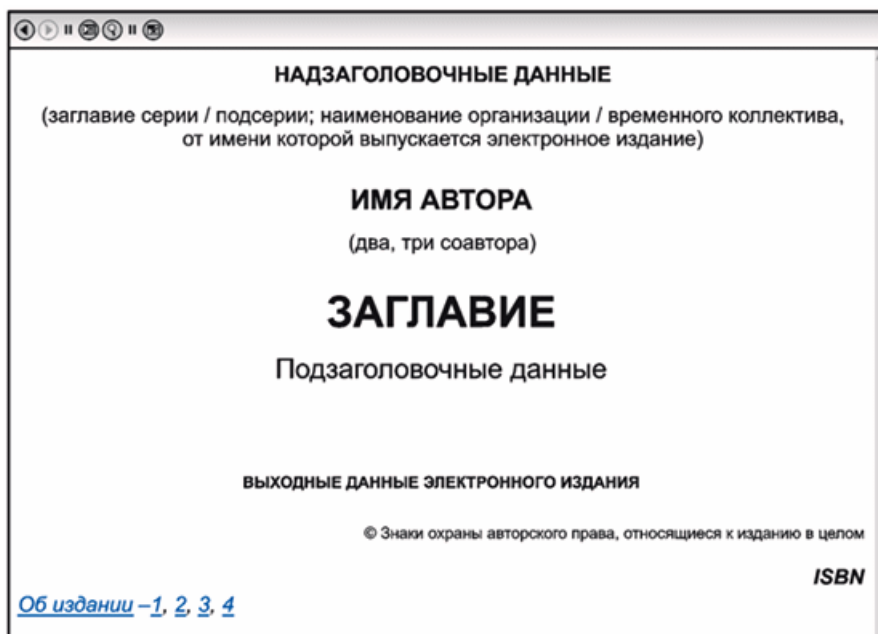 НАДЗАГОЛОВОЧНЫЕ ДАННЫЕ
(заглавие серии / подсерии; наименование организации / временного коллектива,
от имени которой выпускается электронное издание)
ИМЯ АВТОРА
(два, три соавтора)
ЗАГЛАВИЕ
Подзаголовочные данные
ВЫХОДНЫЕ ДАННЫЕ ЭЛЕКТРОННОГО ИЗДАНИЯ
© Знаки охраны авторского права, относящиеся к изданию в целом
ISBN
Об издании –1, 2, 3, 4